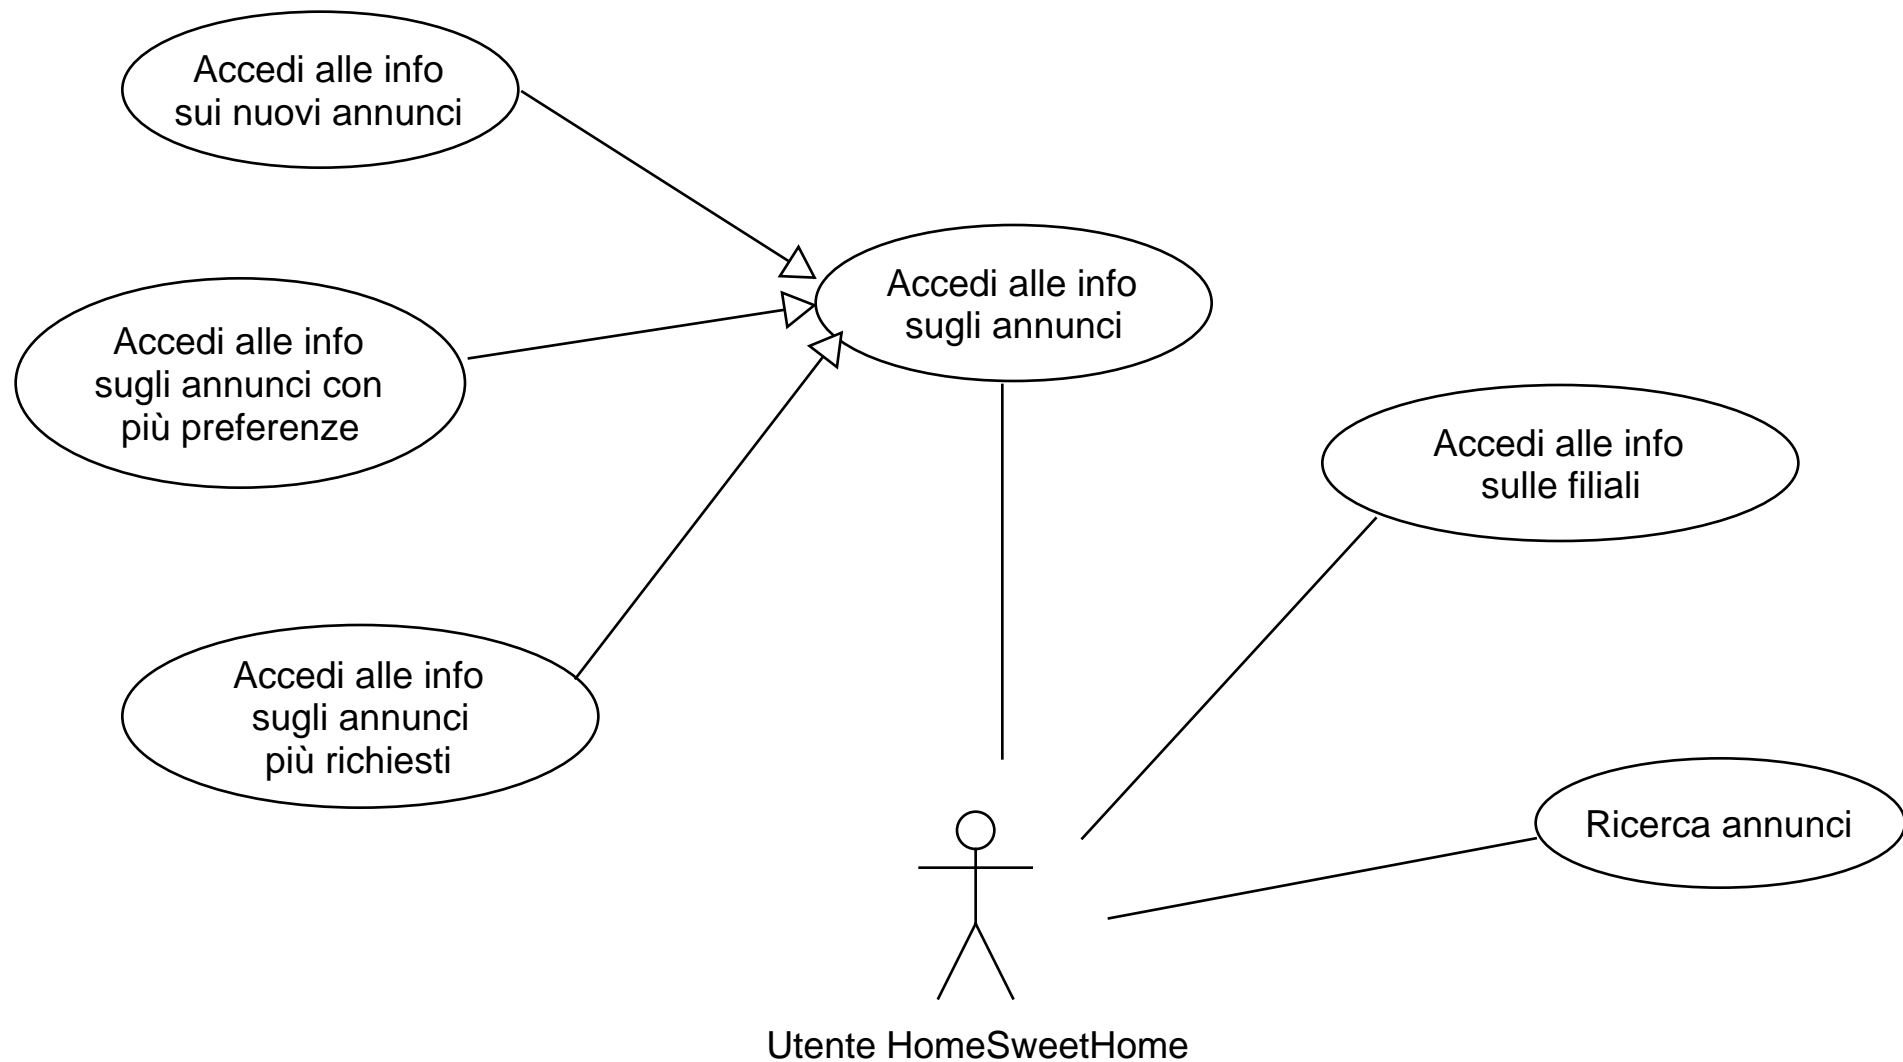 Accedi alle info
sui nuovi annunci
Accedi alle info
sugli annunci
Accedi alle info
sugli annunci con
più preferenze
Accedi alle info
sulle filiali
Accedi alle info
sugli annunci
più richiesti
Ricerca annunci
Utente HomeSweetHome